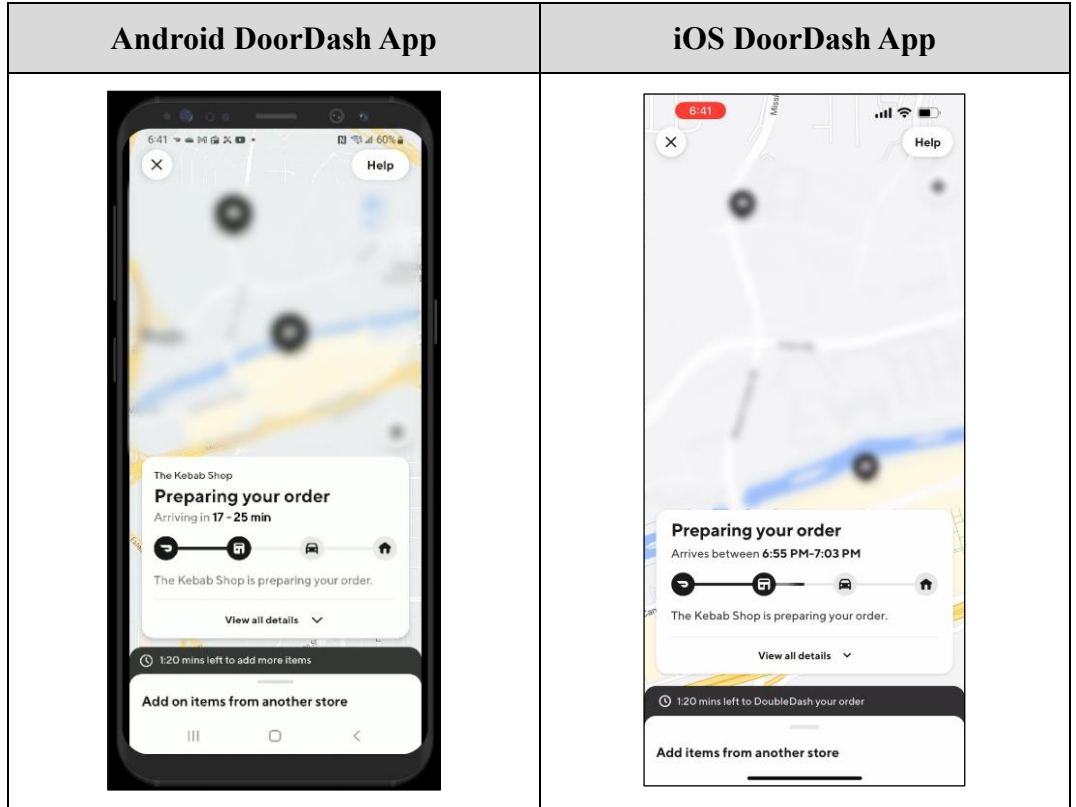 Android DoorDash App
iOS DoorDash App
6:41
60%
Help
The Kebab Shop
Preparing your order
Arriving in 17 - 25 min
The Kebab Shop is preparing your order.
View all details
1:20 mins left to add more items
Add on items from another store
6:41
Missi
Help
Preparing your order
Arrives between 6:55 PM-7:03 PM
The Kebab Shop is preparing your order.
View all details
1:20 mins left to DoubleDash your order
Add items from another store